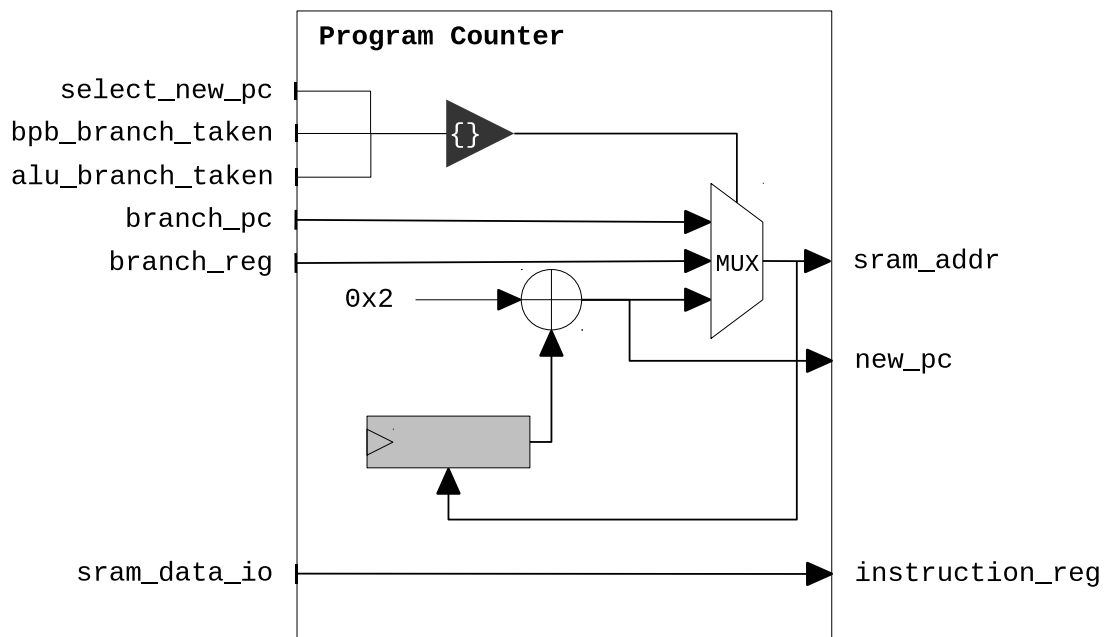 Program Counter
select_new_pc
bpb_branch_taken
{}
alu_branch_taken
branch_pc
branch_reg
MUX
sram_addr
0x2
new_pc
sram_data_io
instruction_reg